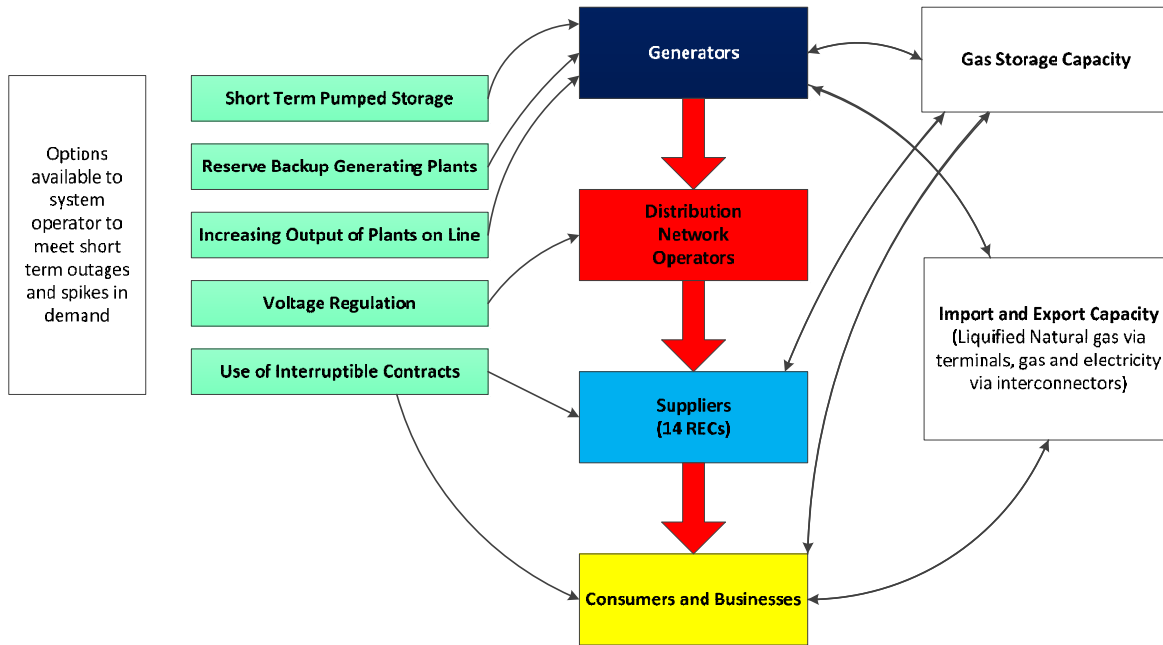 Options
available to
system
operator to
meet short
term outages
and spikes in
demand
Short Term Pumped Storage
Reserve Backup Generating Plants
Increasing Output of Plants on Line
Voltage Regulation
Use of Interruptible Contracts
Generators
Distribution
Network
Operators
Suppliers
(14 RECs)
Consumers and Businesses
Gas Storage Capacity
Import and Export Capacity
(Liquified Natural gas via
terminals, gas and electricity
via interconnectors)